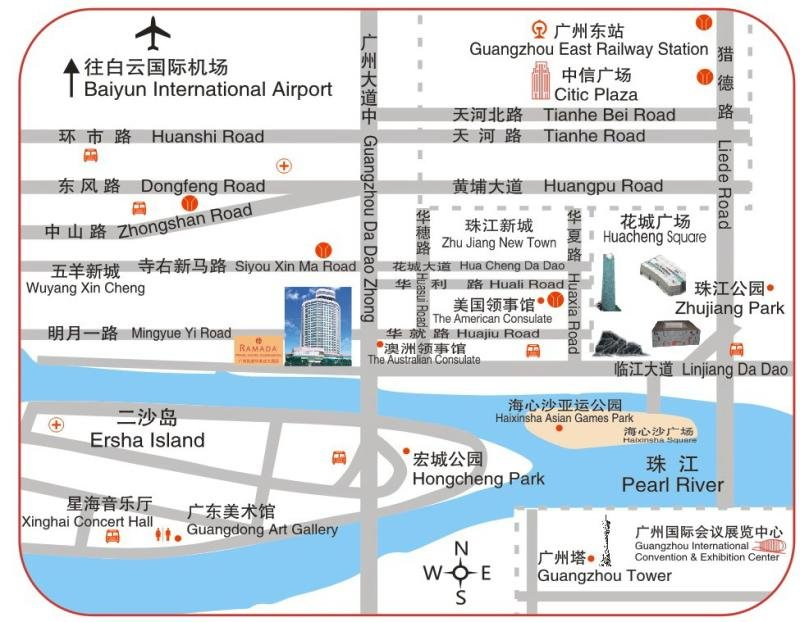 广州东站
Guangzhou East Railway Station
往白云国际机场
Baiyun International Airport
中信广场
Citic Plaza
广州大道中 Guangzhou Da Dao Zhong
猎德路 Liede Road
天河北路 Tianhe Bei Road
环市路 Huanshi Road
天河路 Tianhe Road
东风路 Dongfeng Road
黄埔大道 Huangpu Road
中山路 Zhongshan Road
华穗路 Huasui Road
珠江新城
Zhu Jiang New Town
华夏路 Huaxia Road
花城广场
Huacheng Square
五羊新城
Wuyang Xin Cheng
寺右新马路 Siyou Xin Ma Road
花城大道 Hua Cheng Da Dao
华利路 Huali Road
珠江公园
Zhujiang Park
美国领事馆
The American Consulate
明月一路 Mingyue Yi Road
华就路 Huajiu Road
RAMADA
澳洲领事馆
The Australian Consulate
临江大道 Linjiang Da Dao
二沙岛
Ersha Island
海心沙亚运公园
Haixinsha Asian Games Park
海心沙广场
Haixinsha Square
宏城公园
Hongcheng Park
珠江
Pearl River
星海音乐厅
Xinghai Concert Hall
广东美术馆
Guangdong Art Gallery
N
W E
S
广州塔
Guangzhou Tower
广州国际会议展览中心
Guangzhou International
Convention & Exhibition Center